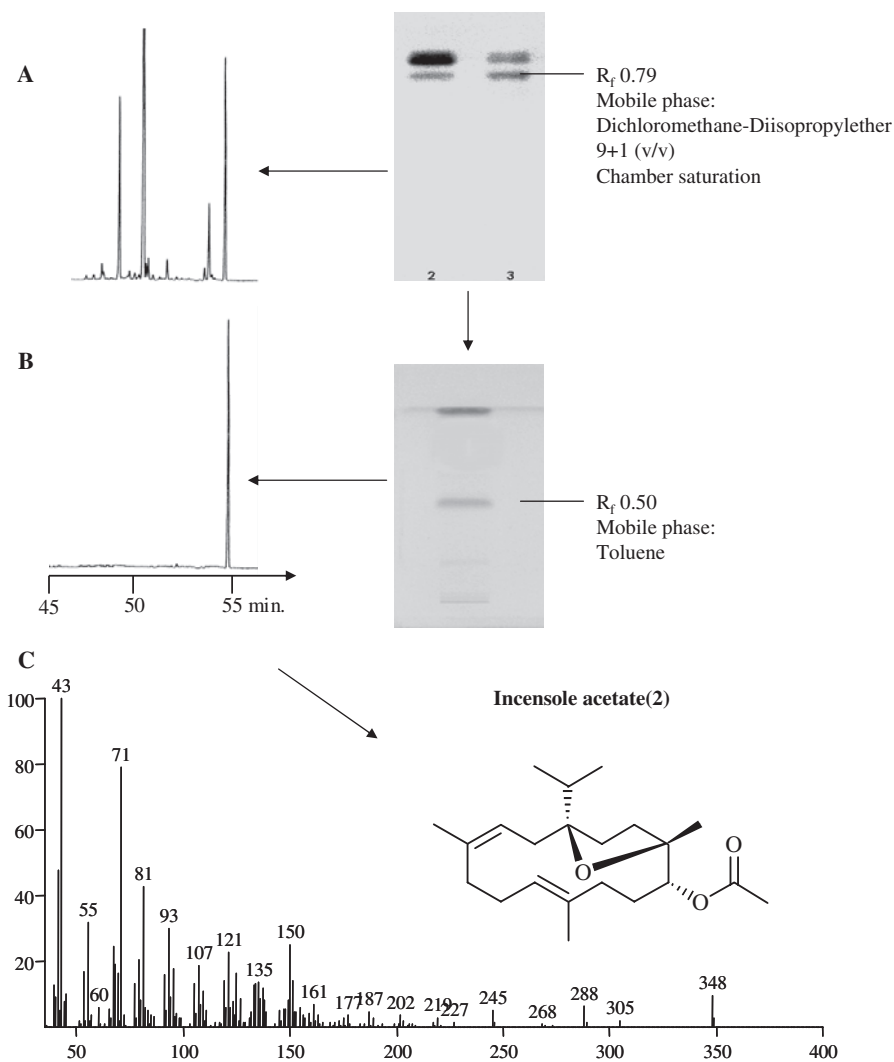 A
R_f 0.79
Mobile phase:
Dichloromethane-Diisopropylether
9+1 (v/v)
Chamber saturation
2 3
B
R_f 0.50
Mobile phase:
Toluene
45 50 55 min.
C
Incensole acetate(2)
100
80
60
40
20
43
71
81
55
93
60
107
121
135
150
161
177
187
202
219
227
245
268
288
305
348
O
O
O
50 100 150 200 250 300 350 400